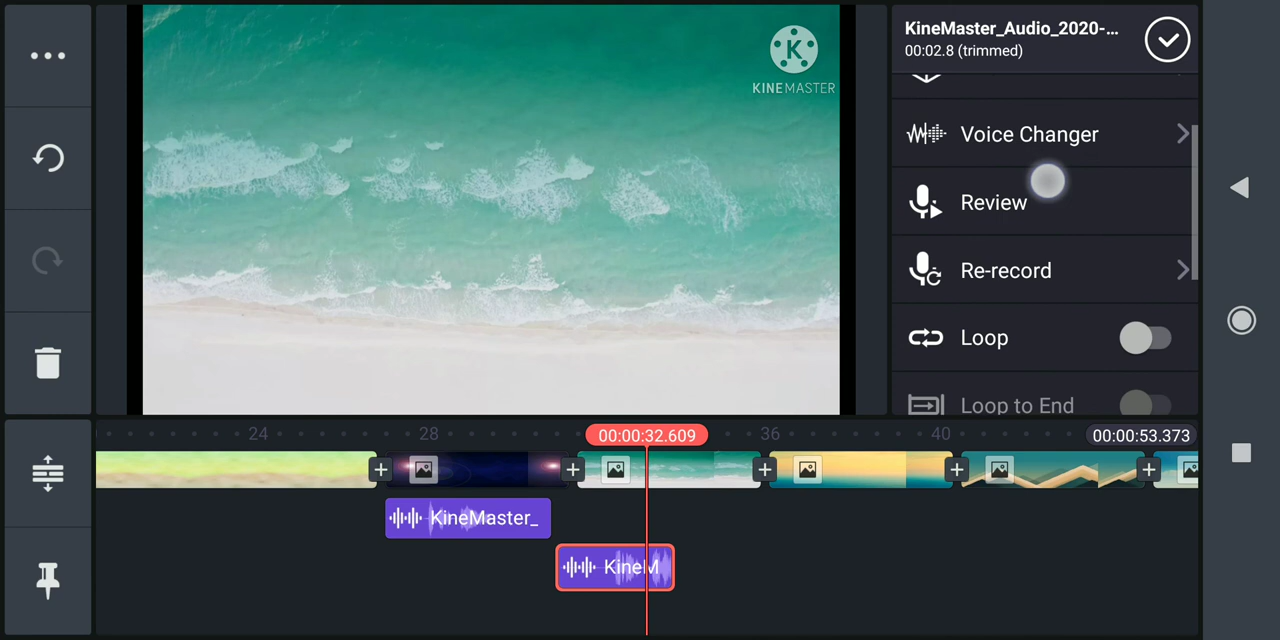 KINEMASTER
KineMaster_Audio_2020-...
00:02.8 (trimmed)
Voice Changer
Review
Re-record
Loop
Loop to End
24
28
00:00:32.609
36
40
00:00:53.373
KineMaster_
KineM